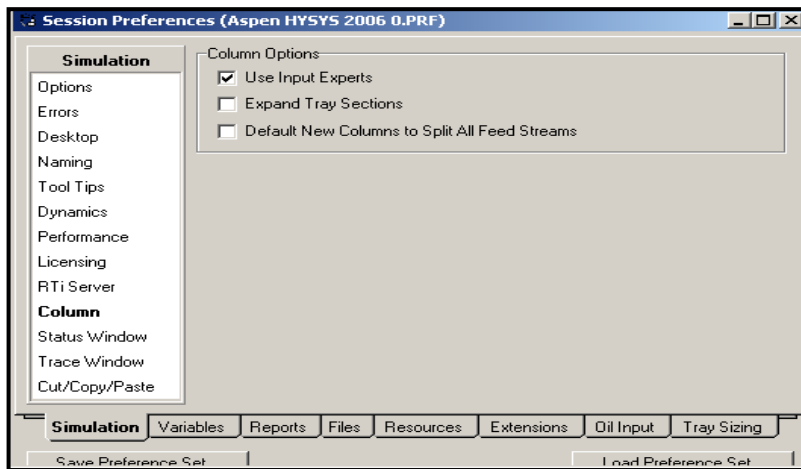 Session Preferences (Aspen HYSYS 2006 0.PRF)
Simulation
Options
Errors
Desktop
Naming
Tool Tips
Dynamics
Performance
Licensing
RTi Server
Column
Status Window
Trace Window
Cut/Copy/Paste
Column Options
Use Input Experts
Expand Tray Sections
Default New Columns to Split All Feed Streams
Simulation Variables Reports Files Resources Extensions Oil Input Tray Sizing
Save Preference Set... Load Preference Set...